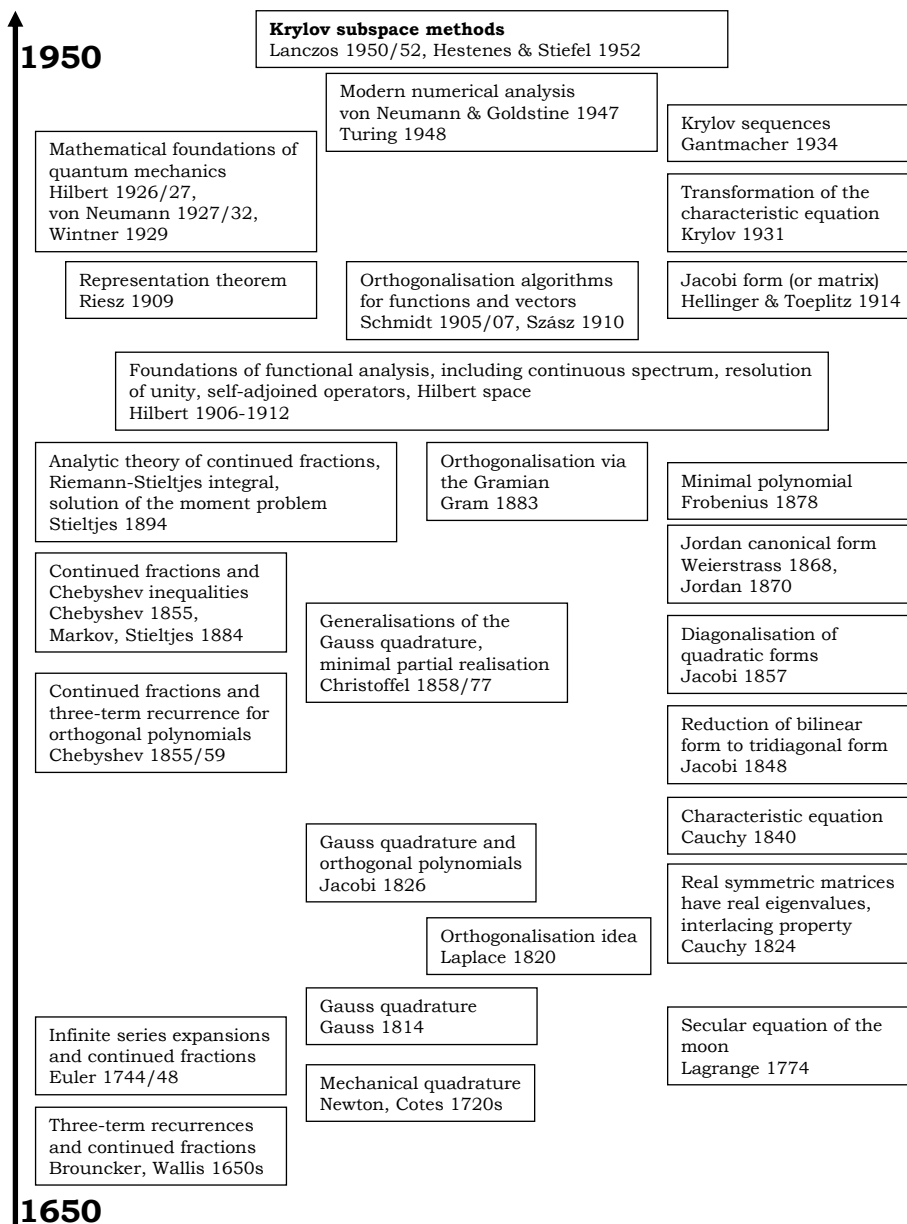 Krylov subspace methods
Lanczos 1950/52, Hestenes & Stiefel 1952
1950
Modern numerical analysis
von Neumann & Goldstine 1947
Turing 1948
Krylov sequences
Gantmacher 1934
Mathematical foundations of
quantum mechanics
Hilbert 1926/27,
von Neumann 1927/32,
Wintner 1929
Transformation of the
characteristic equation
Krylov 1931
Representation theorem
Riesz 1909
Orthogonalisation algorithms
for functions and vectors
Schmidt 1905/07, Szász 1910
Jacobi form (or matrix)
Hellinger & Toeplitz 1914
Foundations of functional analysis, including continuous spectrum, resolution
of unity, self-adjoined operators, Hilbert space
Hilbert 1906-1912
Analytic theory of continued fractions,
Riemann-Stieltjes integral,
solution of the moment problem
Stieltjes 1894
Orthogonalisation via
the Gramian
Gram 1883
Minimal polynomial
Frobenius 1878
Jordan canonical form
Weierstrass 1868,
Jordan 1870
Continued fractions and
Chebyshev inequalities
Chebyshev 1855,
Markov, Stieltjes 1884
Generalisations of the
Gauss quadrature,
minimal partial realisation
Christoffel 1858/77
Diagonalisation of
quadratic forms
Jacobi 1857
Continued fractions and
three-term recurrence for
orthogonal polynomials
Chebyshev 1855/59
Reduction of bilinear
form to tridiagonal form
Jacobi 1848
Characteristic equation
Cauchy 1840
Gauss quadrature and
orthogonal polynomials
Jacobi 1826
Real symmetric matrices
have real eigenvalues,
interlacing property
Cauchy 1824
Orthogonalisation idea
Laplace 1820
Gauss quadrature
Gauss 1814
Secular equation of the
moon
Lagrange 1774
Infinite series expansions
and continued fractions
Euler 1744/48
Mechanical quadrature
Newton, Cotes 1720s
Three-term recurrences
and continued fractions
Brouncker, Wallis 1650s
1650